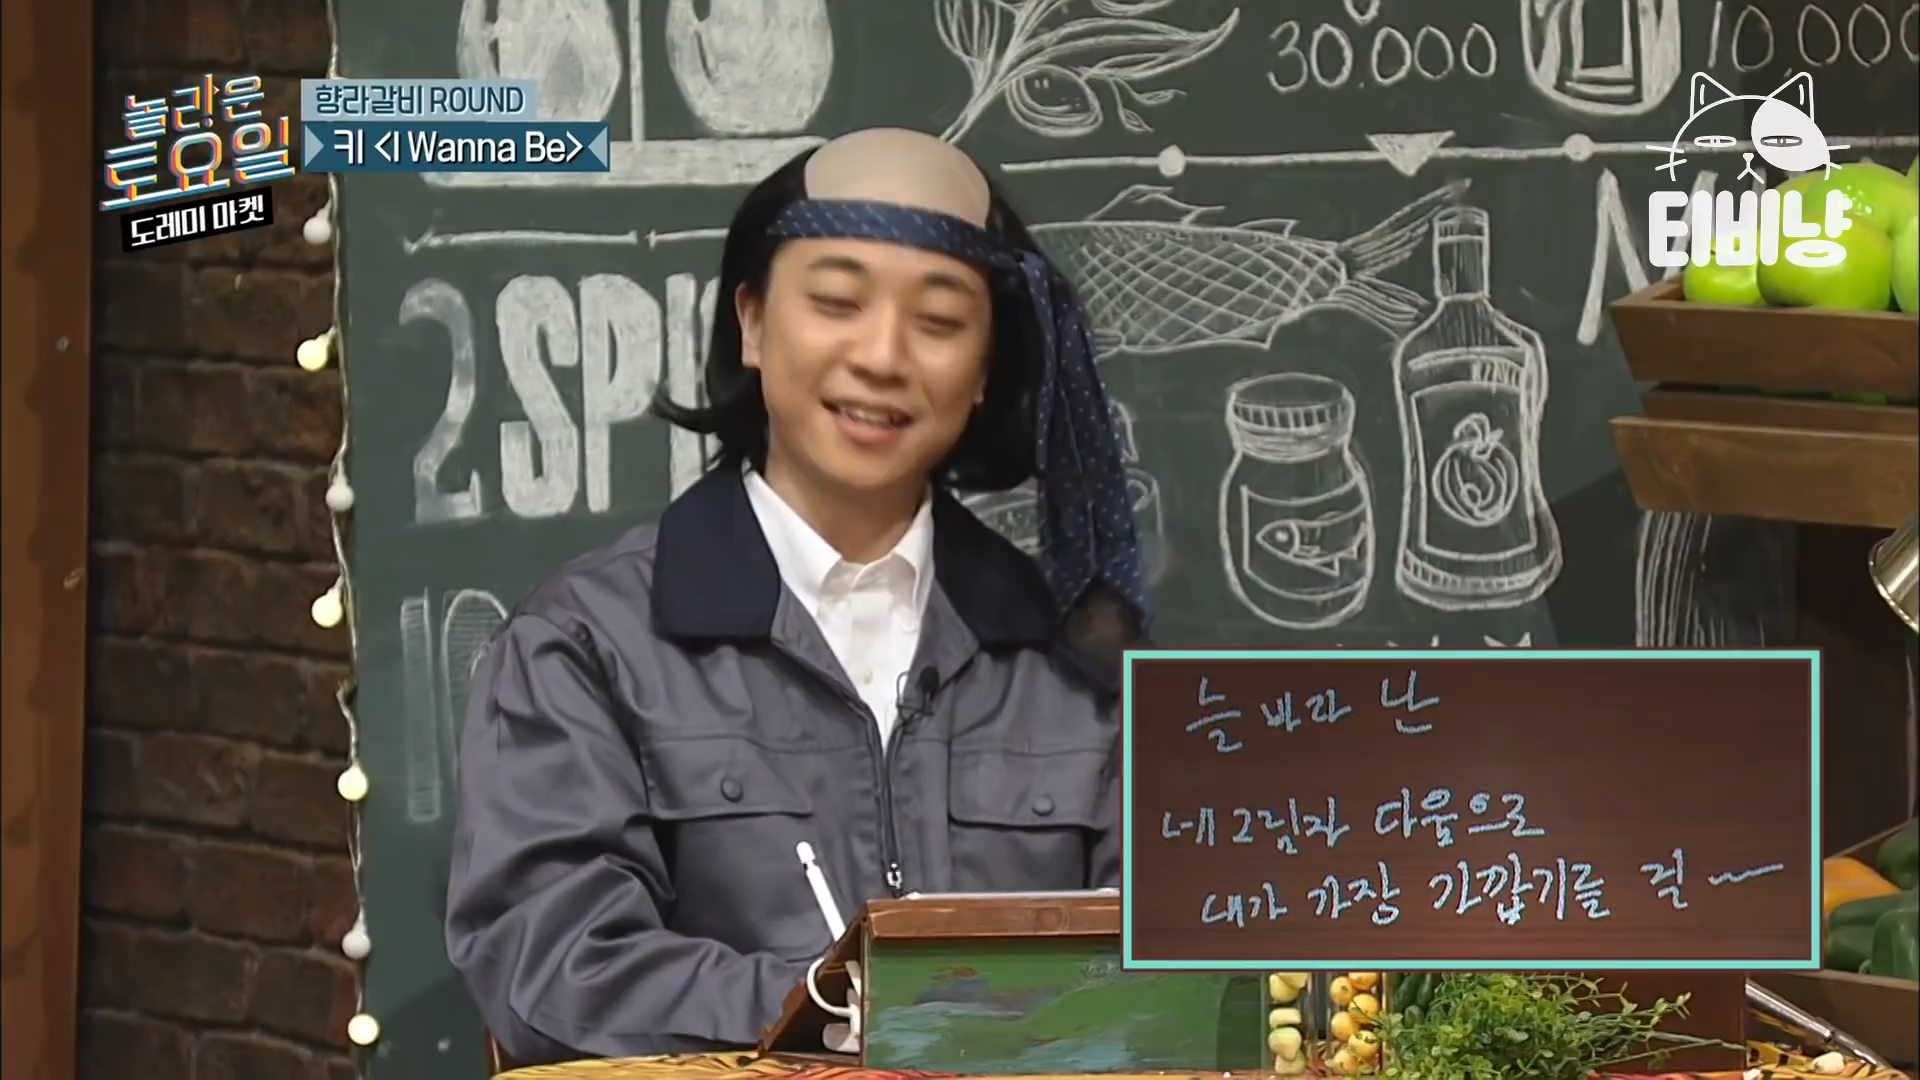 놀라운
토요일
도레미 마켓
향라갈비 ROUND
키 <I Wanna Be>
30,000
10,000
티비냥
2
늘 바라 난
네 그림자 다음으로
내가 가장 가깝기를 걸~